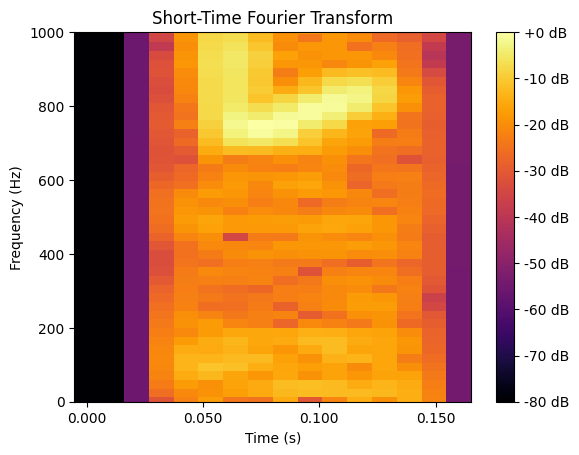 Short-Time Fourier Transform
1000
800
600
400
200
0
Frequency (Hz)
0.000
0.050
0.100
0.150
Time (s)
+0 dB
-10 dB
-20 dB
-30 dB
-40 dB
-50 dB
-60 dB
-70 dB
-80 dB